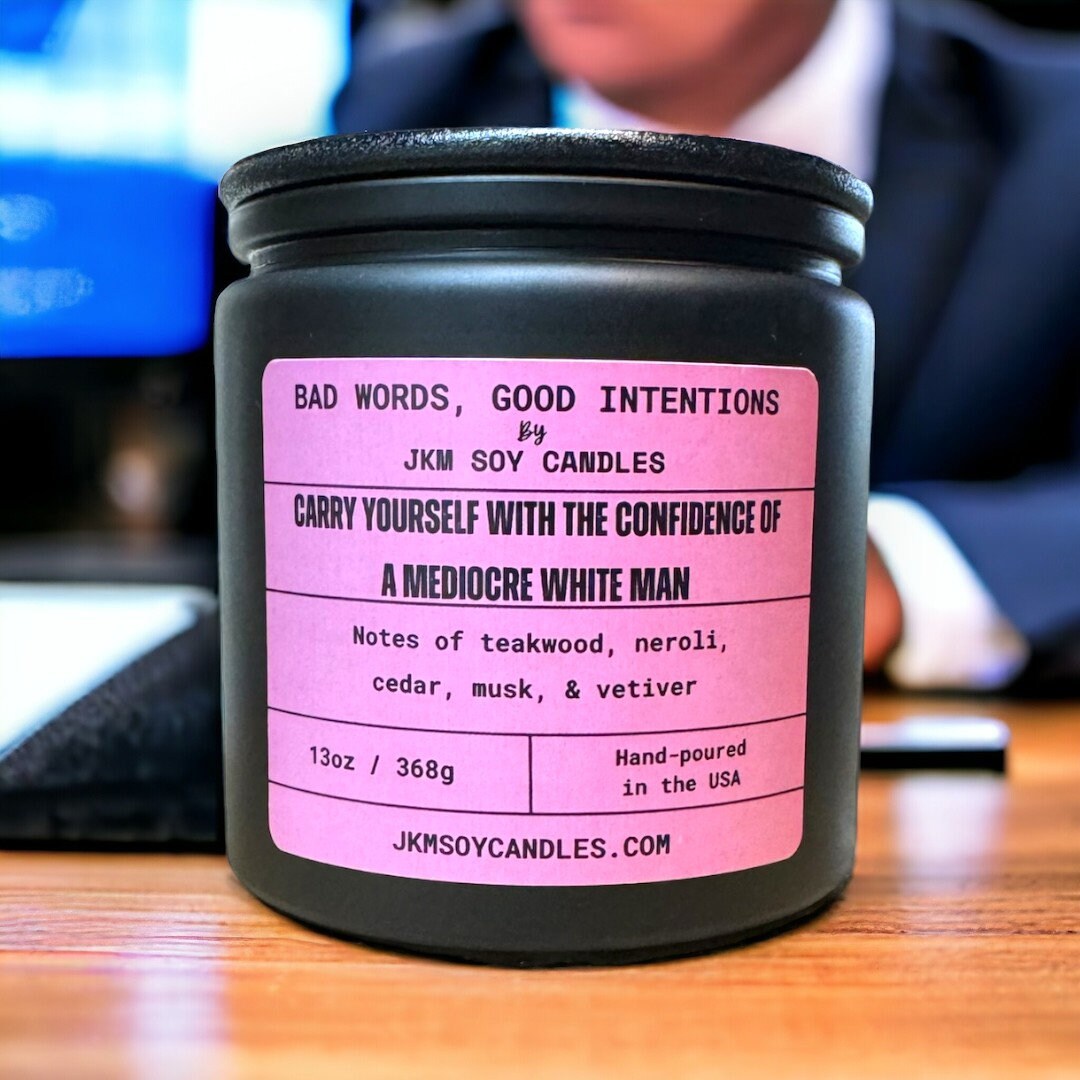 BAD WORDS, GOOD INTENTIONS
By
JKM SOY CANDLES
CARRY YOURSELF WITH THE CONFIDENCE OF
A MEDIOCRE WHITE MAN
Notes of teakwood, neroli,
cedar, musk, & vetiver
13oz / 368g
Hand-poured
in the USA
JKMSOYCANDLES.COM